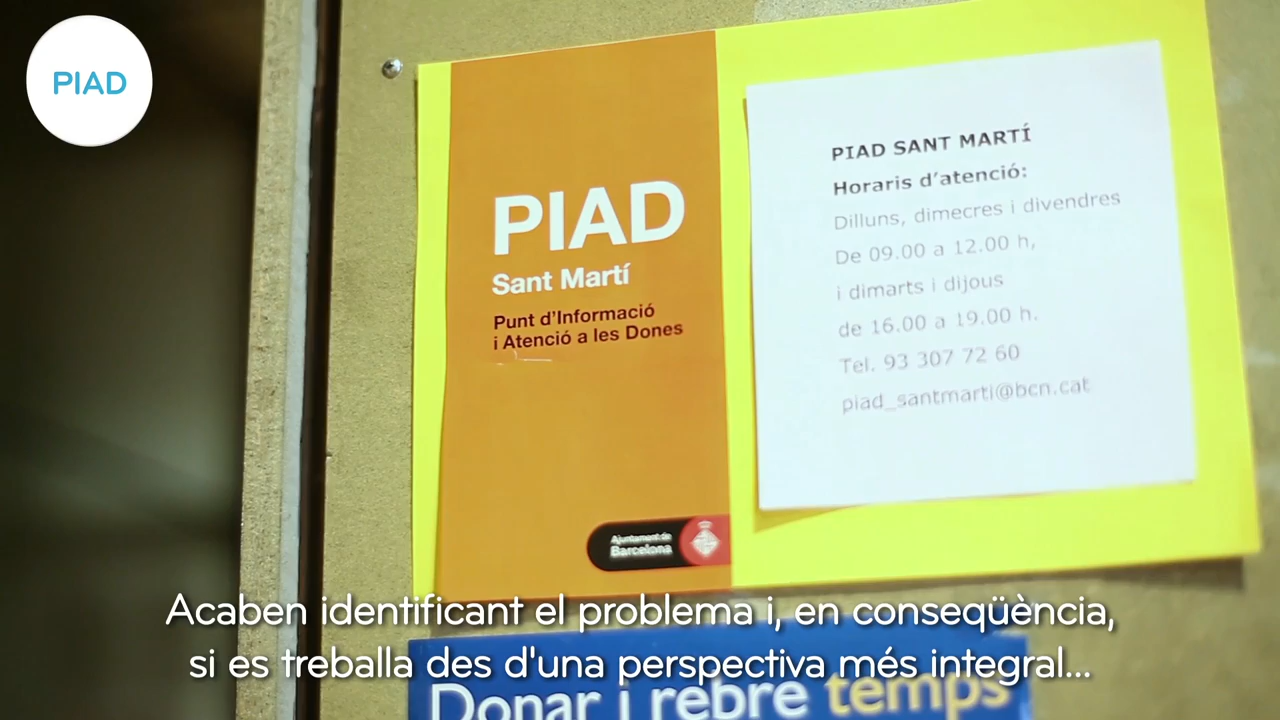 PIAD
PIAD
Sant Martí
Punt d'Informació
i Atenció a les Dones
Ajuntament de
Barcelona
PIAD SANT MARTÍ
Horaris d'atenció:
Dilluns, dimecres i divendres
De 09.00 a 12.00 h,
i dimarts i dijous
de 16.00 a 19.00 h.
Tel. 93 307 72 60
piad_santmarti@bcn.cat
Acaben identificant el problema i, en conseqüència,
si es treballa des d'una perspectiva més integral...
Donar i rebre temps